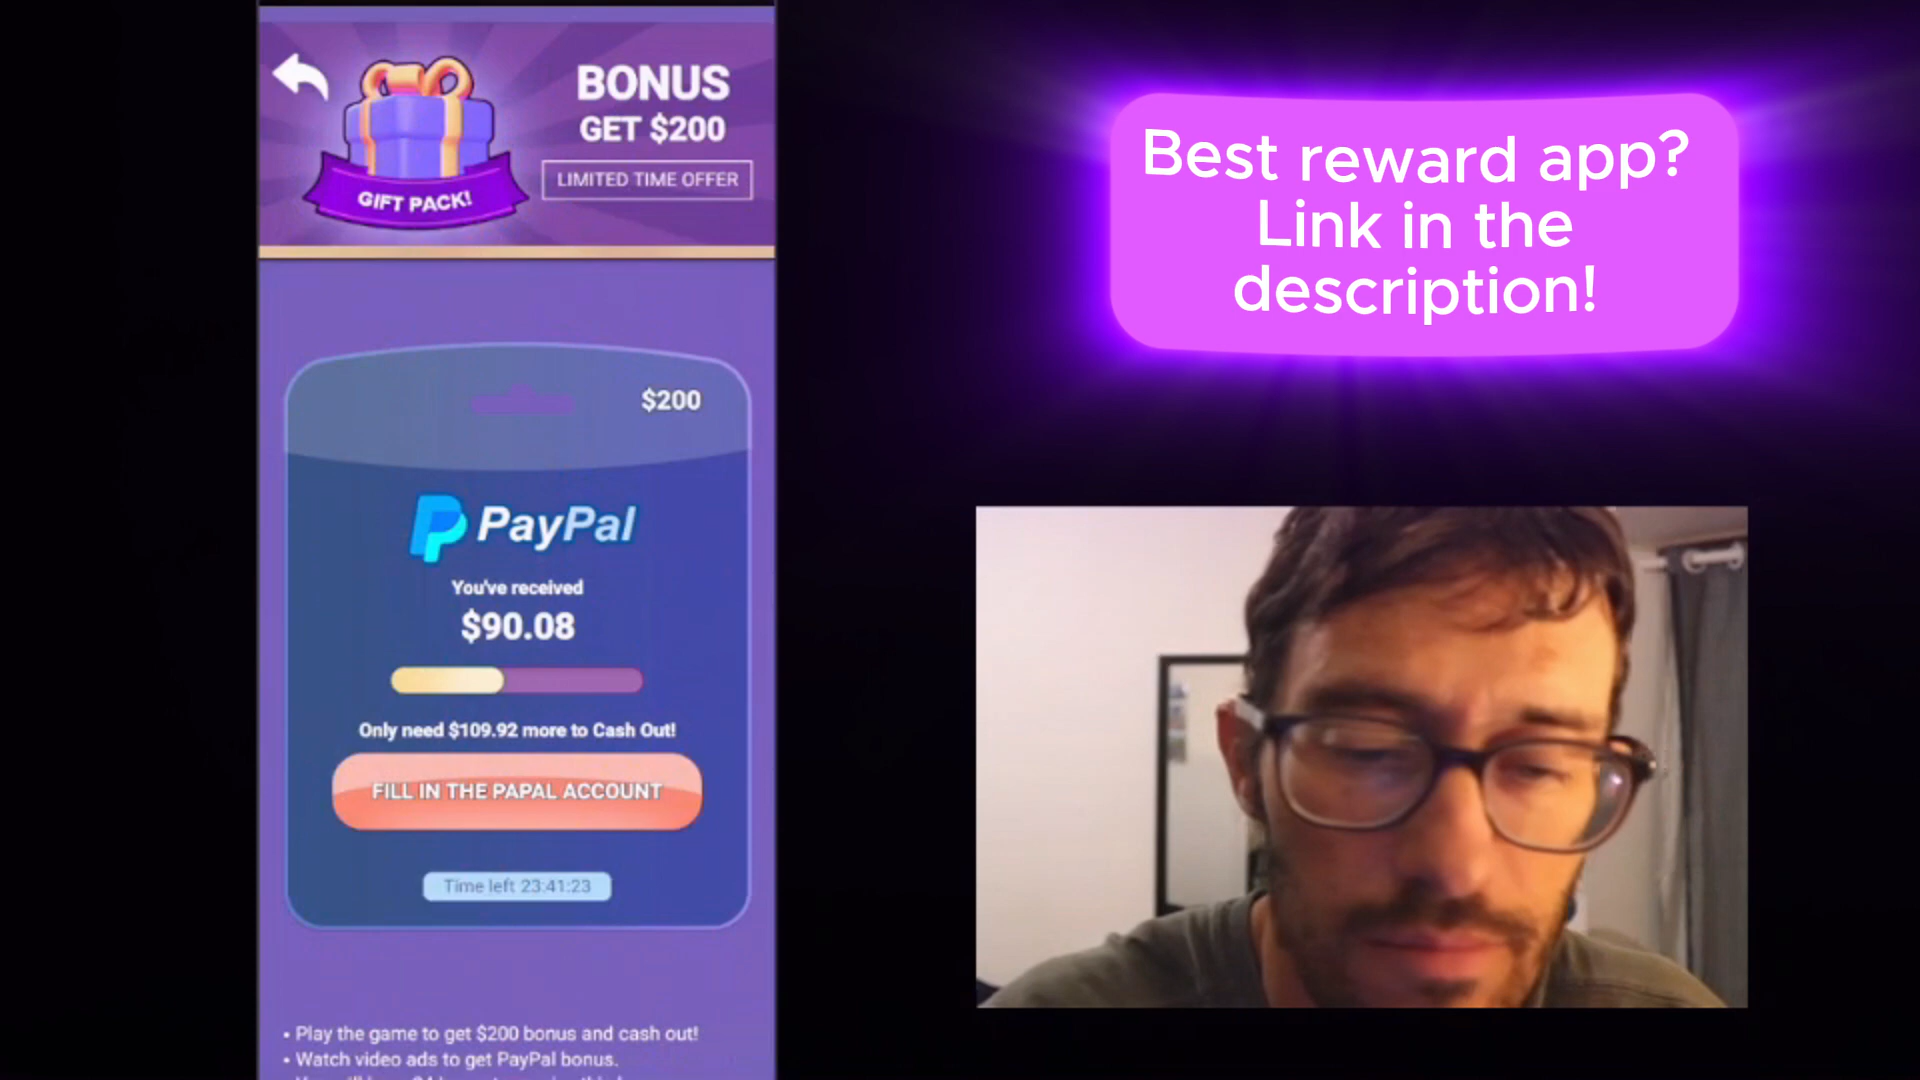 BONUS
GET $200
LIMITED TIME OFFER
GIFT PACK!
$200
PayPal
You've received
$90.08
Only need $109.92 more to Cash Out!
FILL IN THE PAPAL ACCOUNT
Time left 23:41:23
• Play the game to get $200 bonus and cash out!
• Watch video ads to get PayPal bonus.
Best reward app?
Link in the
description!